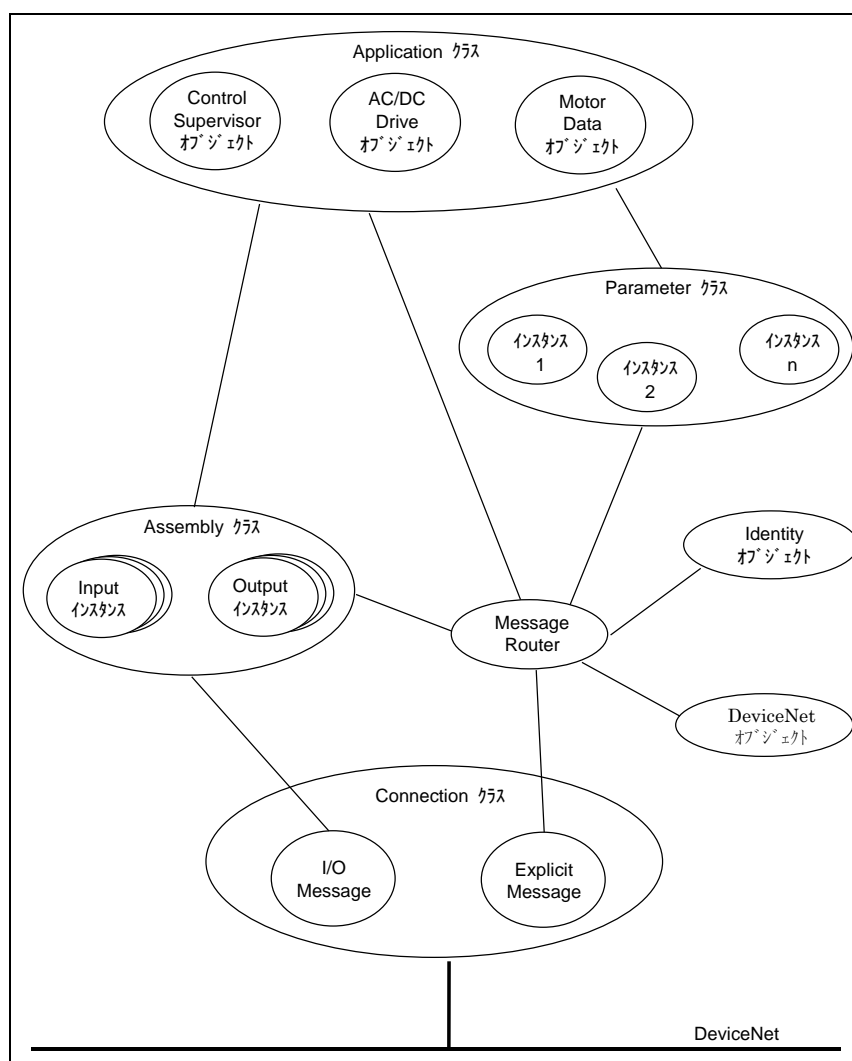 Application ｸﾗｽ
Control
Supervisor
ｵﾌﾞｼﾞｪｸﾄ
AC/DC
Drive
ｵﾌﾞｼﾞｪｸﾄ
Motor
Data
ｵﾌﾞｼﾞｪｸﾄ
Parameter ｸﾗｽ
ｲﾝｽﾀﾝｽ
1
ｲﾝｽﾀﾝｽ
2
ｲﾝｽﾀﾝｽ
n
Assembly ｸﾗｽ
Input
ｲﾝｽﾀﾝｽ
Output
ｲﾝｽﾀﾝｽ
Identity
ｵﾌﾞｼﾞｪｸﾄ
Message
Router
DeviceNet
ｵﾌﾞｼﾞｪｸﾄ
Connection ｸﾗｽ
I/O
Message
Explicit
Message
DeviceNet